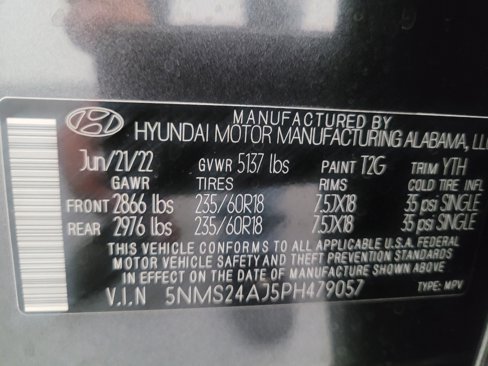 MANUFACTURED BY
HYUNDAI MOTOR MANUFACTURING ALABAMA, LLC
Jun/21/22 GVWR 5137 lbs PAINT T2G TRIM YTH
GAWR TIRES RIMS COLD TIRE INFL
FRONT 2866 lbs 235/60R18 7.5JX18 35 psi SINGLE
REAR 2976 lbs 235/60R18 7.5JX18 35 psi SINGLE
THIS VEHICLE CONFORMS TO ALL APPLICABLE U.S.A. FEDERAL
MOTOR VEHICLE SAFETY AND THEFT PREVENTION STANDARDS
IN EFFECT ON THE DATE OF MANUFACTURE SHOWN ABOVE
V.I.N 5NMS24AJ5PH479057 TYPE: MPV